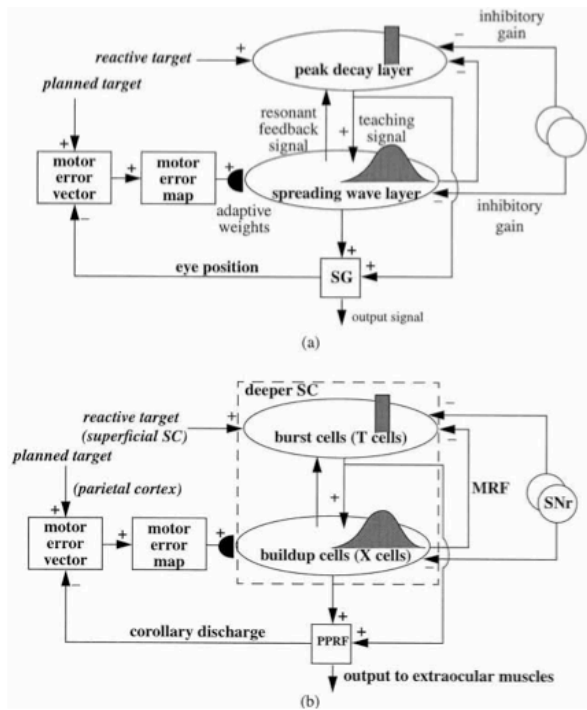 inhibitory
gain
reactive target
+
−
−
peak decay layer
planned target
resonant
feedback
signal
+
teaching
signal
+
motor
error
vector
+
motor
error
map
+
−
spreading wave layer
−
adaptive
weights
inhibitory
gain
+
eye position
SG
+
output signal
(a)
deeper SC
reactive target
(superficial SC)
+
−
−
burst cells (T cells)
planned target
(parietal cortex)
+
MRF
SNr
+
motor
error
vector
+
motor
error
map
+
−
buildup cells (X cells)
−
+
corollary discharge
PPRF
+
output to extraocular muscles
(b)